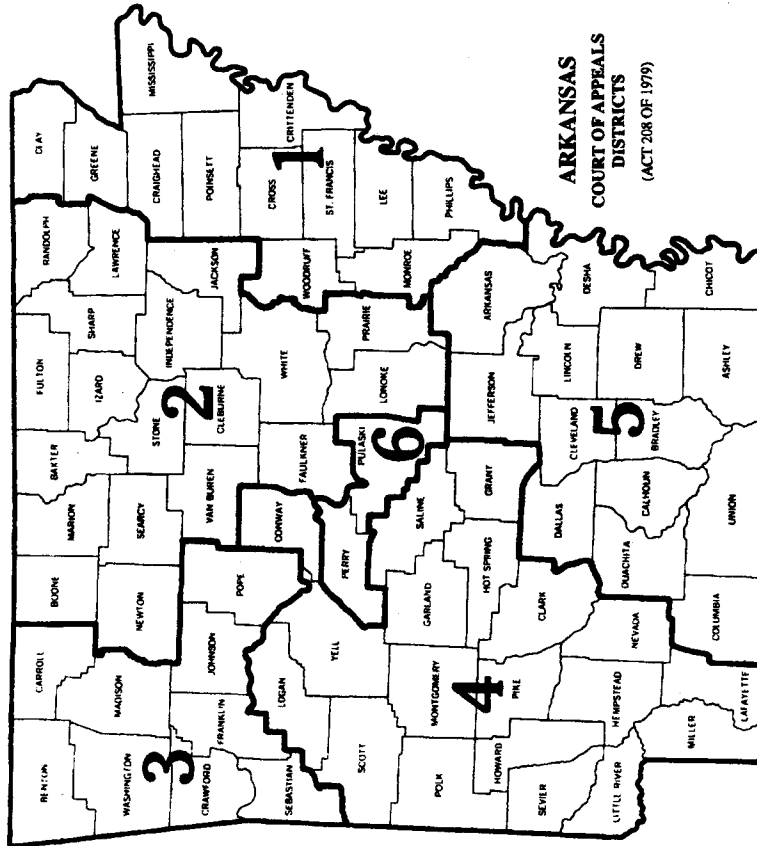 BENTON
CARROLL
BOONE
MARION
BAXTER
FULTON
RANDOLPH
CLAY
GREENE
WASHINGTON
MADISON
NEWTON
SEARCY
STONE
IZARD
SHARP
LAWRENCE
CRAIGHEAD
MISSISSIPPI
3
CRAWFORD
FRANKLIN
JOHNSON
POPE
VAN BUREN
2
CLEBURNE
INDEPENDENCE
JACKSON
POINSETT
SEBASTIAN
LOGAN
CONWAY
FAULKNER
WHITE
WOODRUFF
CROSS
1
CRITTENDEN
ST. FRANCIS
SCOTT
YELL
PERRY
PULASKI
6
LONOKE
PRAIRIE
MONROE
LEE
PHILLIPS
POLK
MONTGOMERY
GARLAND
SALINE
HOWARD
4
PIKE
HOT SPRING
GRANT
JEFFERSON
ARKANSAS
SEVIER
CLARK
DALLAS
CLEVELAND
LINCOLN
DESHA
LITTLE RIVER
HEMPSTEAD
NEVADA
OUACHITA
CALHOUN
5
BRADLEY
DREW
MILLER
LAFAYETTE
COLUMBIA
UNION
ASHLEY
CHICOT
ARKANSAS
COURT OF APPEALS
DISTRICTS
(ACT 208 OF 1979)